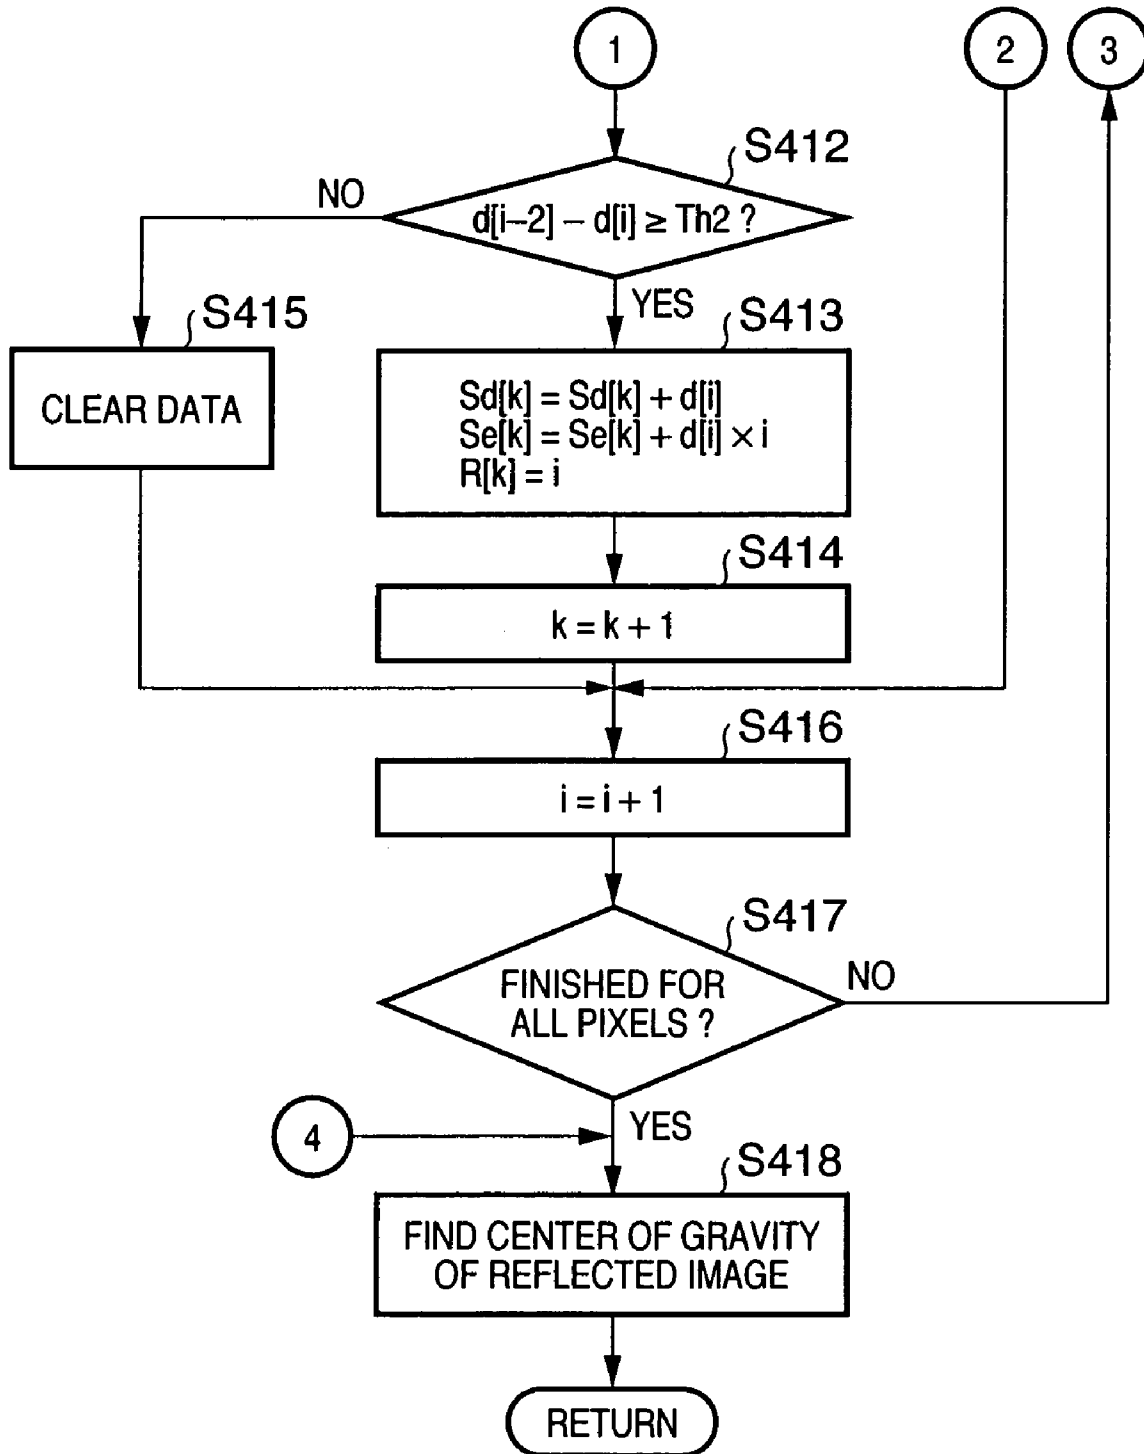 1
2
3
S412
NO
d[i–2] – d[i] ≥ Th2 ?
YES
S415
S413
CLEAR DATA
Sd[k] = Sd[k] + d[i]
Se[k] = Se[k] + d[i] × i
R[k] = i
S414
k = k + 1
S416
i = i + 1
S417
FINISHED FOR
ALL PIXELS ?
NO
4
YES
S418
FIND CENTER OF GRAVITY
OF REFLECTED IMAGE
RETURN